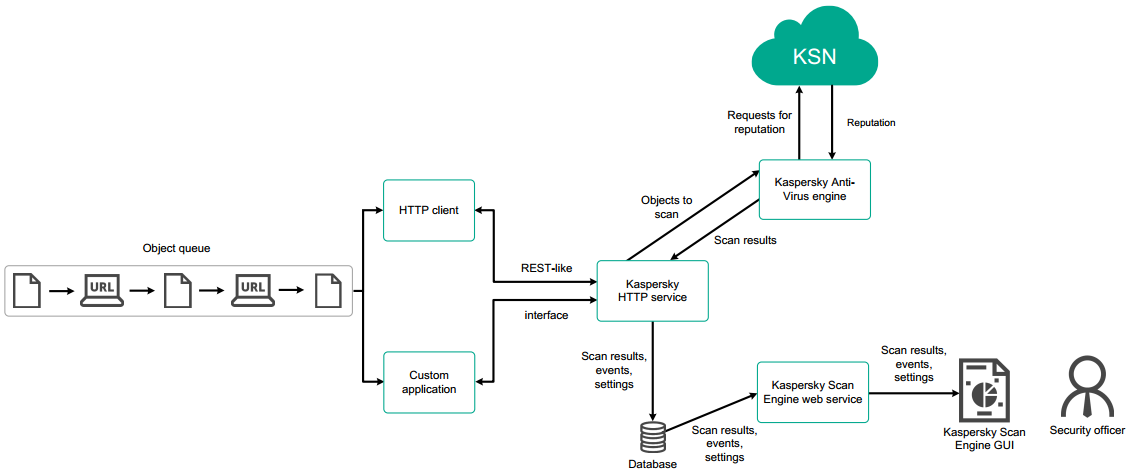 KSN
Requests for
reputation
Reputation
Kaspersky Anti-
Virus engine
HTTP client
Objects to
scan
Scan results
Object queue
URL
URL
REST-like
interface
Kaspersky
HTTP service
Custom
application
Scan results,
events,
settings
Kaspersky Scan
Engine web service
Scan results,
events,
settings
Scan results,
events,
settings
Database
Kaspersky Scan
Engine GUI
Security officer